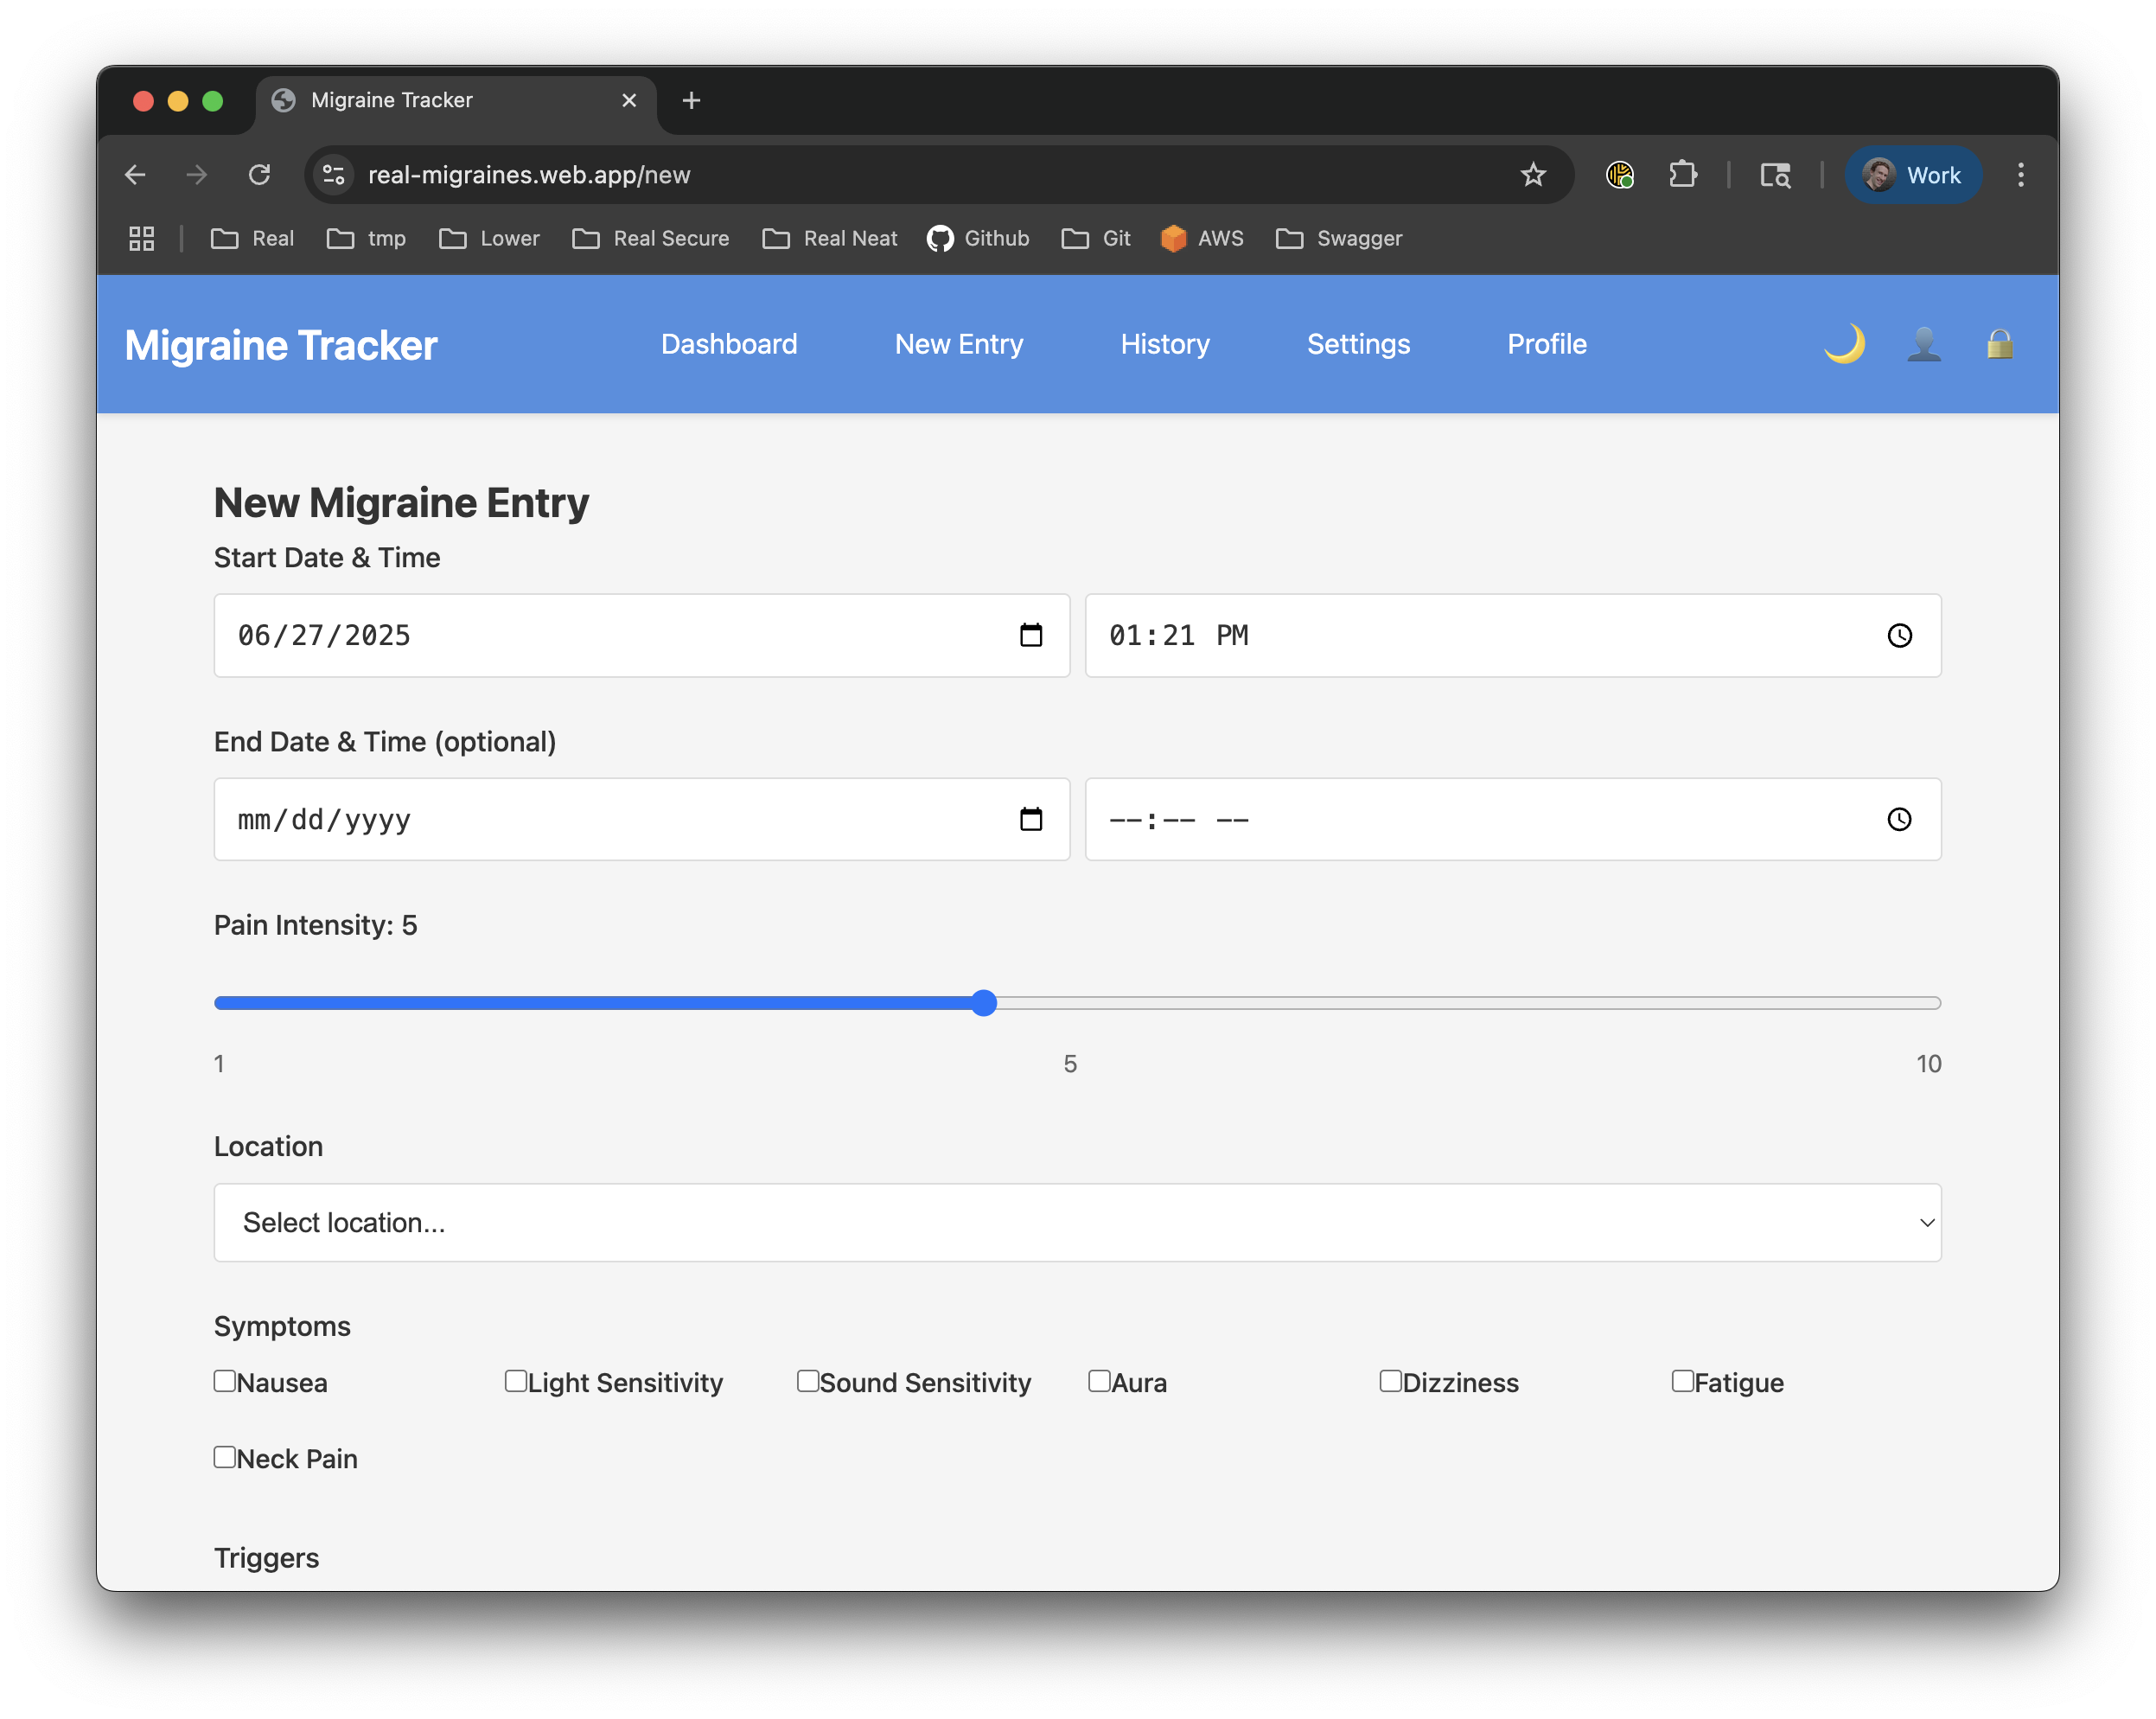 Migraine Tracker
real-migraines.web.app/new
Work
Real tmp Lower Real Secure Real Neat Github Git AWS Swagger
Migraine Tracker Dashboard New Entry History Settings Profile
New Migraine Entry
Start Date & Time
06/27/2025 01:21 PM
End Date & Time (optional)
mm/dd/yyyy --:-- --
Pain Intensity: 5
1 5 10
Location
Select location...
Symptoms
Nausea Light Sensitivity Sound Sensitivity Aura Dizziness Fatigue
Neck Pain
Triggers